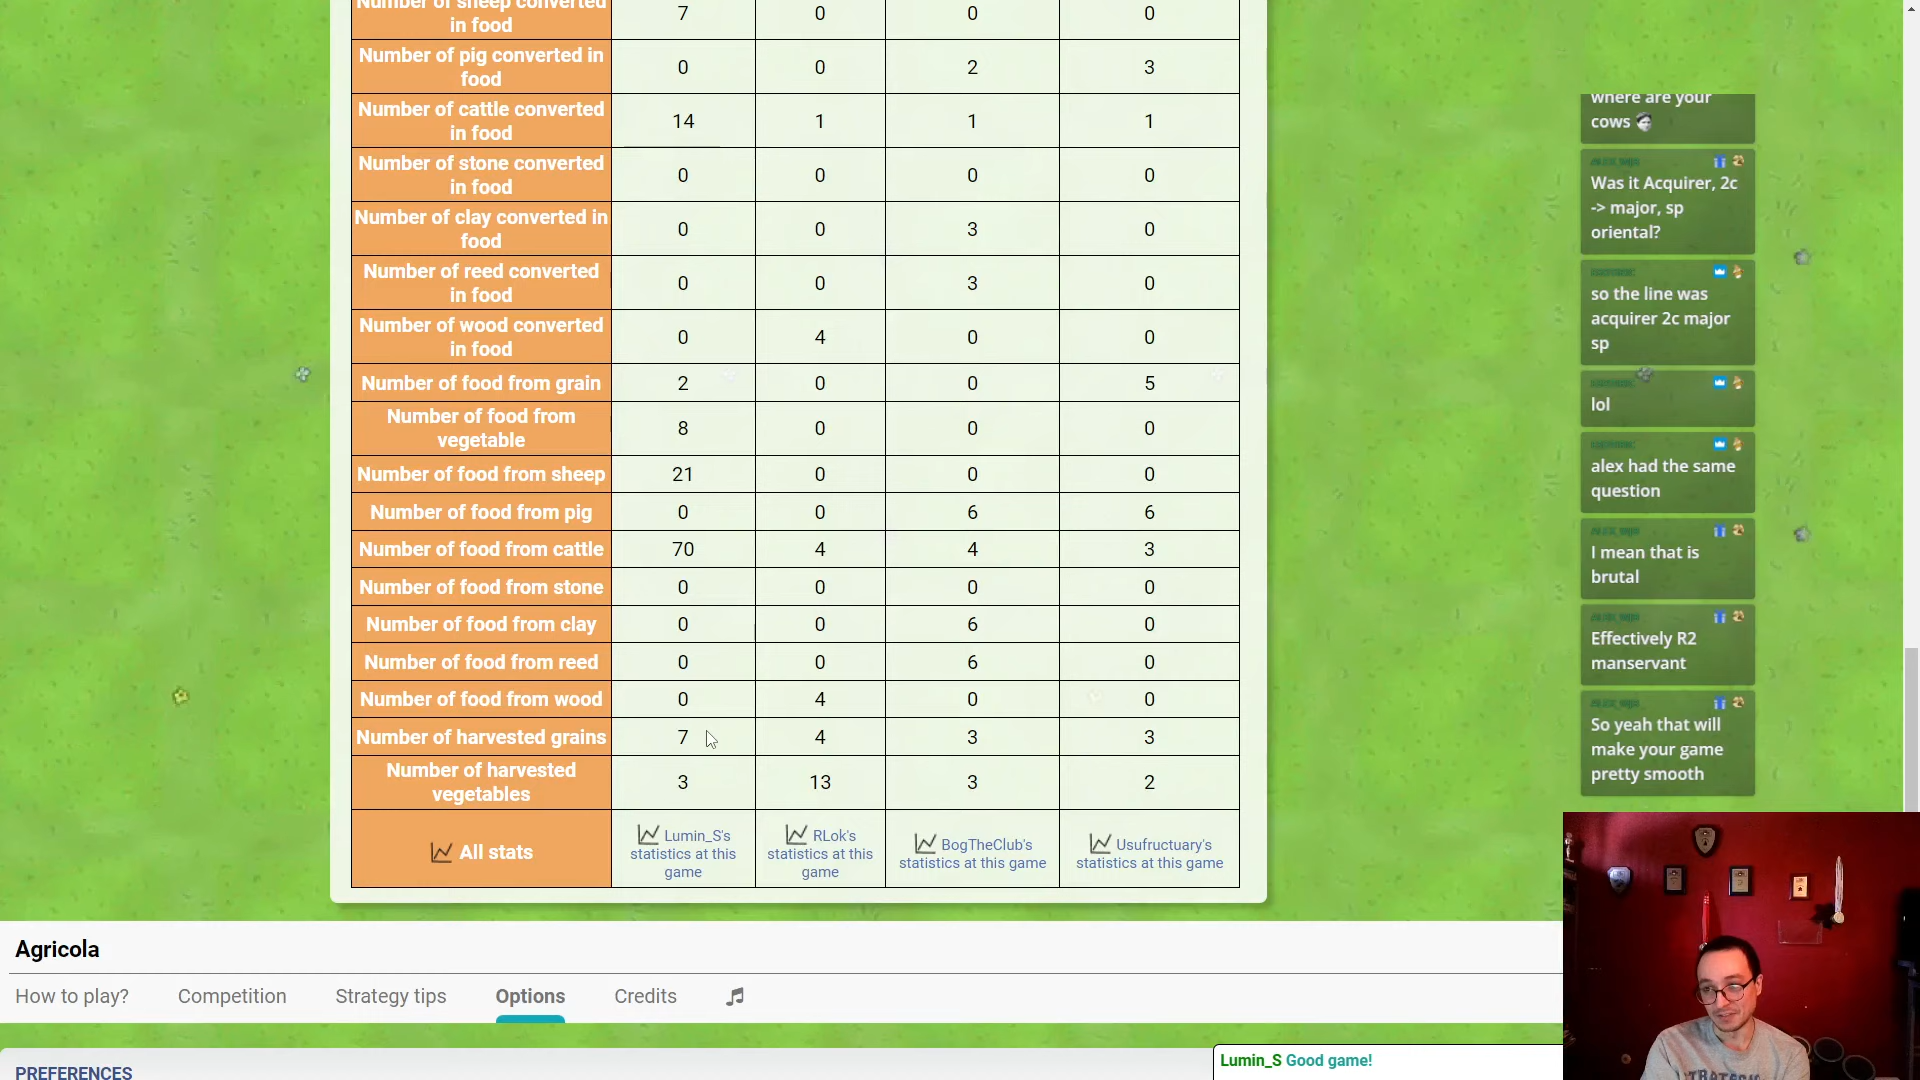 Number of sheep converted
in food
7
0
0
0
Number of pig converted in
food
0
0
2
3
Number of cattle converted
in food
14
1
1
1
Number of stone converted
in food
0
0
0
0
Number of clay converted in
food
0
0
3
0
Number of reed converted
in food
0
0
3
0
Number of wood converted
in food
0
4
0
0
Number of food from grain
2
0
0
5
Number of food from
vegetable
8
0
0
0
Number of food from sheep
21
0
0
0
Number of food from pig
0
0
6
6
Number of food from cattle
70
4
4
3
Number of food from stone
0
0
0
0
Number of food from clay
0
0
6
0
Number of food from reed
0
0
6
0
Number of food from wood
0
4
0
0
Number of harvested grains
7
4
3
3
Number of harvested
vegetables
3
13
3
2
All stats
Lumin_S's
statistics at this
game
RLok's
statistics at this
game
BogTheClub's
statistics at this game
Usufructuary's
statistics at this game
where are your
cows
Was it Acquirer, 2c
-> major, sp
oriental?
so the line was
acquirer 2c major
sp
lol
alex had the same
question
I mean that is
brutal
Effectively R2
manservant
So yeah that will
make your game
pretty smooth
Agricola
How to play?
Competition
Strategy tips
Options
Credits
PREFERENCES
Lumin_S Good game!